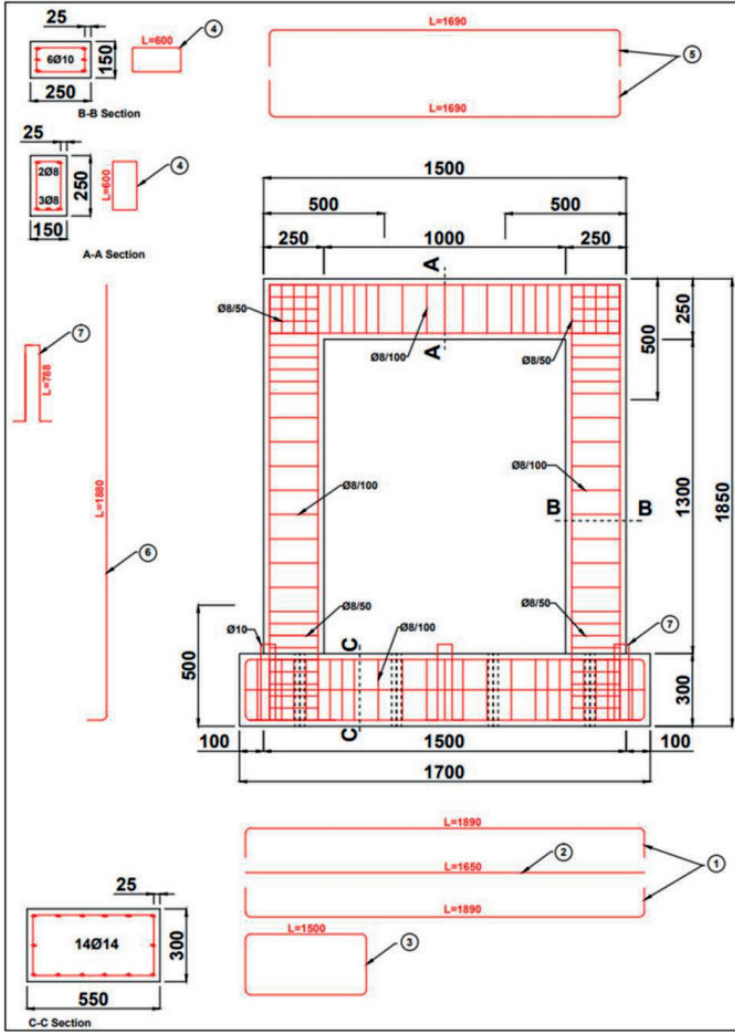 25
6Ø10
150
250
B-B Section
L=600
4
L=1690
L=1690
5
25
2Ø8
3Ø8
250
150
A-A Section
L=600
4
1500
500
500
250
1000
250
A
A
Ø8/50
Ø8/100
Ø8/50
250
500
1300
1850
7
L=788
L=1880
6
Ø8/100
Ø8/100
B
B
Ø8/50
Ø8/50
Ø10
C
C
Ø8/100
7
500
300
100
1500
100
1700
L=1890
2
L=1650
1
L=1890
L=1500
3
25
14Ø14
300
550
C-C Section